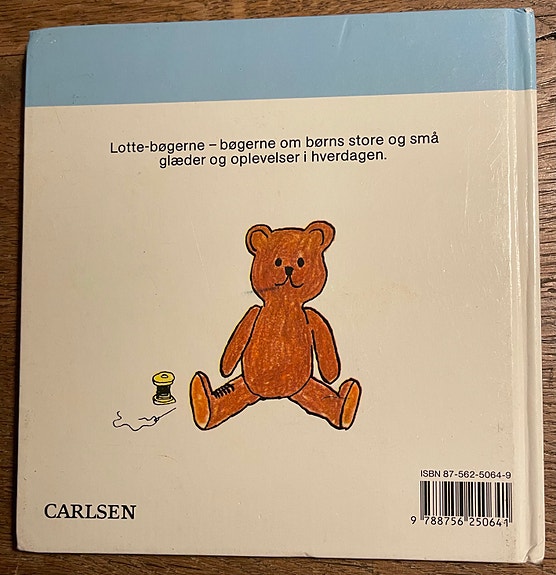 Lotte-bøgerne – bøgerne om børns store og små
glæder og oplevelser i hverdagen.
ISBN 87-562-5064-9
CARLSEN
9 788756 250641